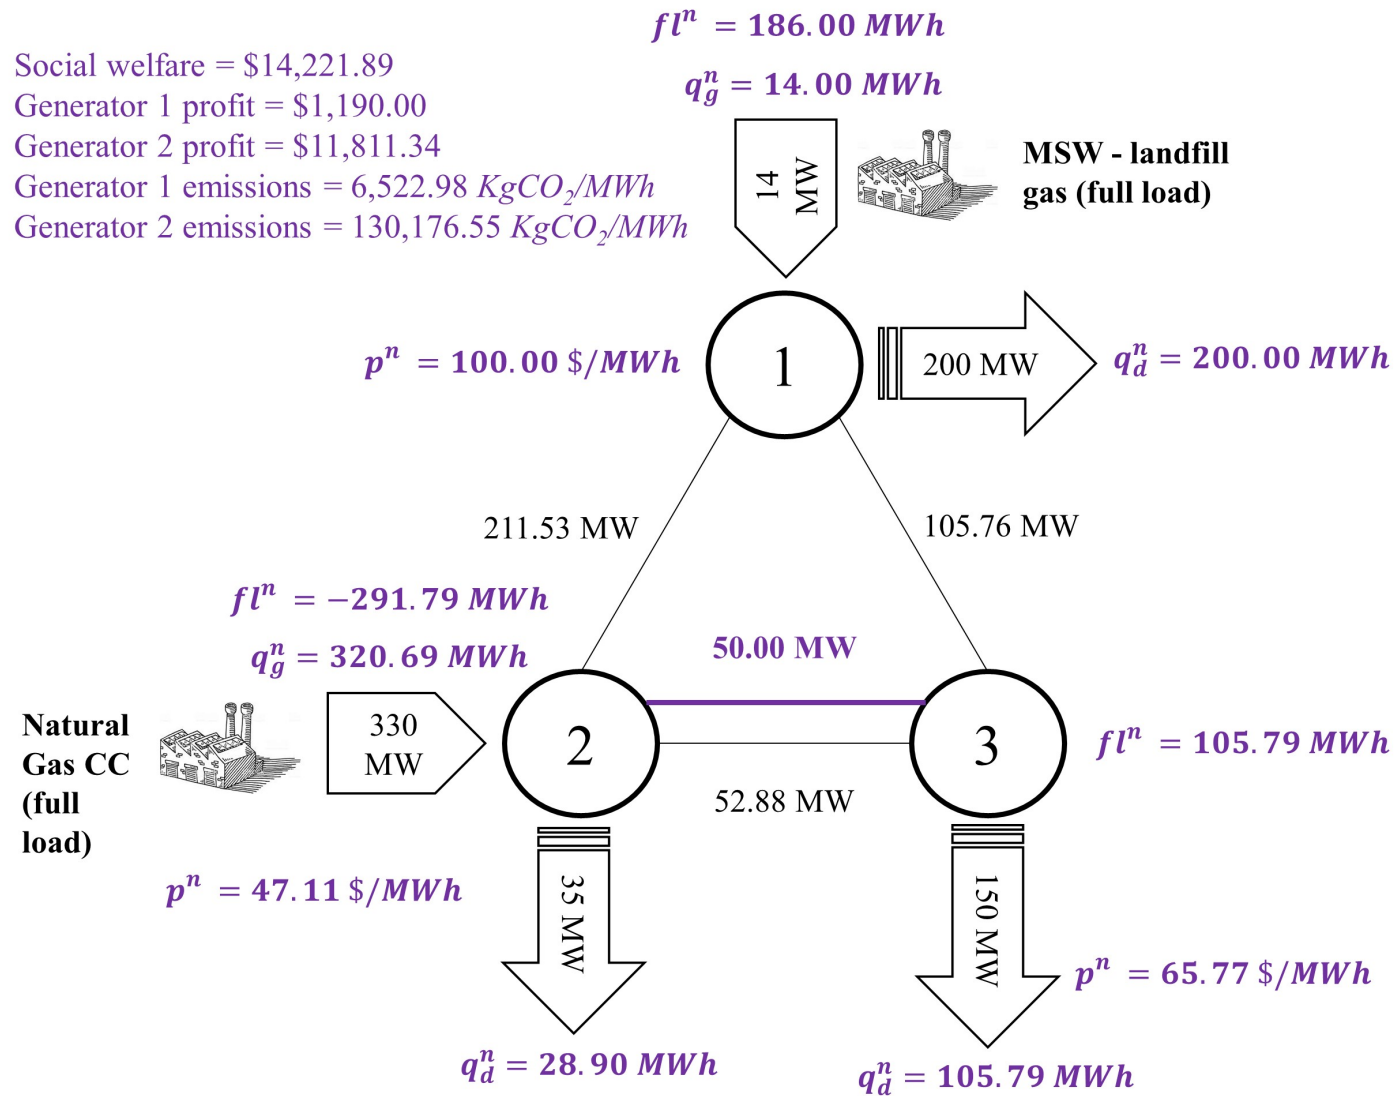 fl^n = 186.00 MWh
Social welfare = $14,221.89
q_g^n = 14.00 MWh
Generator 1 profit = $1,190.00
Generator 2 profit = $11,811.34
Generator 1 emissions = 6,522.98 KgCO₂/MWh
Generator 2 emissions = 130,176.55 KgCO₂/MWh
14
MW
MSW - landfill
gas (full load)
p^n = 100.00 $/MWh
1
200 MW
q_d^n = 200.00 MWh
211.53 MW
105.76 MW
fl^n = −291.79 MWh
q_g^n = 320.69 MWh
50.00 MW
Natural
Gas CC
(full
load)
330
MW
2
3
fl^n = 105.79 MWh
52.88 MW
p^n = 47.11 $/MWh
35 MW
150 MW
p^n = 65.77 $/MWh
q_d^n = 28.90 MWh
q_d^n = 105.79 MWh